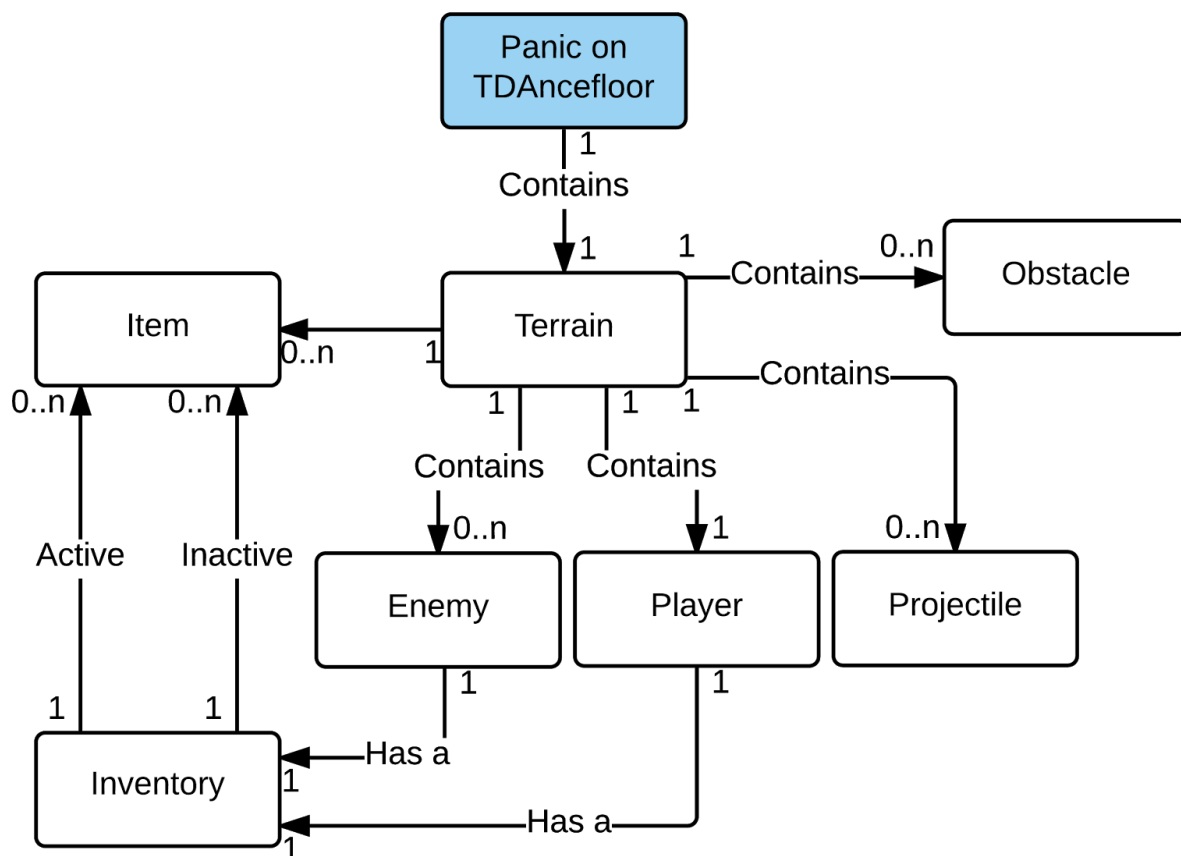 Panic on
TDAncefloor
1
Contains
1
1
Contains
0..n
Obstacle
Item
Terrain
0..n
1
Contains
0..n
0..n
1
1
1
Contains
Contains
0..n
1
0..n
Active
Inactive
Enemy
Player
Projectile
1
1
1
1
Inventory
Has a
1
Has a
1